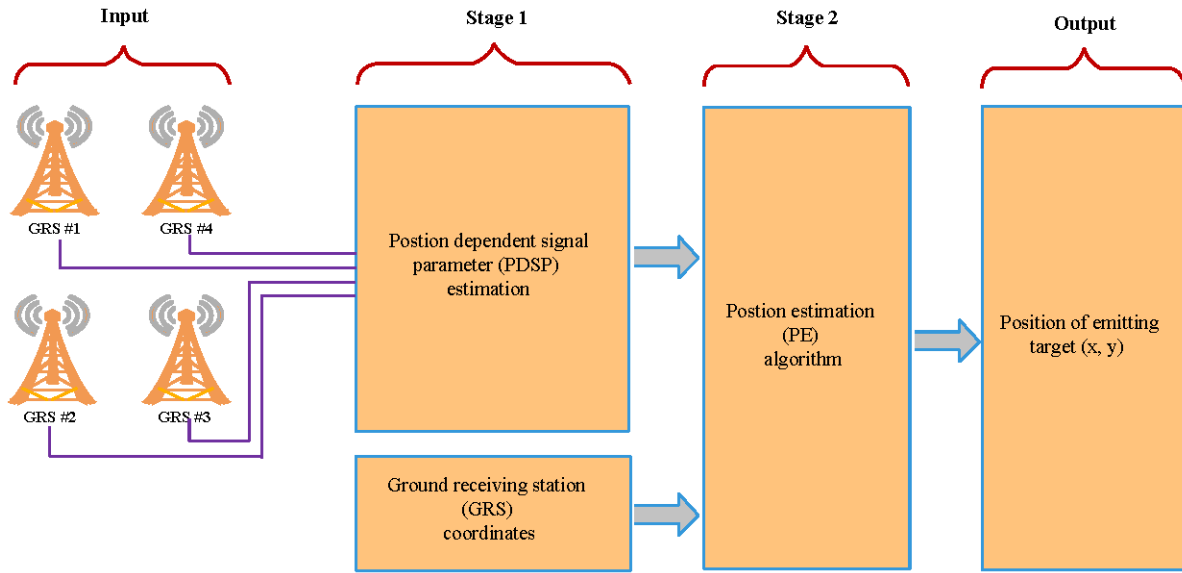 Input
Stage 1
Stage 2
Output
GRS #1
GRS #4
GRS #2
GRS #3
Postion dependent signal
parameter (PDSP)
estimation
Ground receiving station
(GRS)
coordinates
Postion estimation
(PE)
algorithm
Position of emitting
target (x, y)